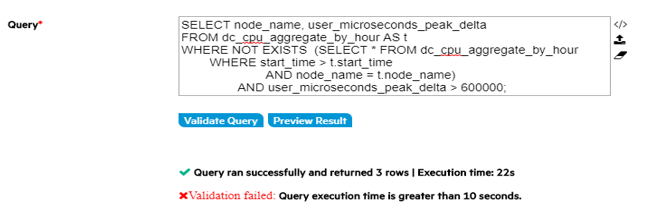 Query*
SELECT node_name, user_microseconds_peak_delta
FROM dc_cpu_aggregate_by_hour AS t
WHERE NOT EXISTS (SELECT * FROM dc_cpu_aggregate_by_hour
WHERE start_time > t.start_time
AND node_name = t.node_name)
AND user_microseconds_peak_delta > 600000;
</>
Validate Query Preview Result
Query ran successfully and returned 3 rows | Execution time: 22s
Validation failed: Query execution time is greater than 10 seconds.